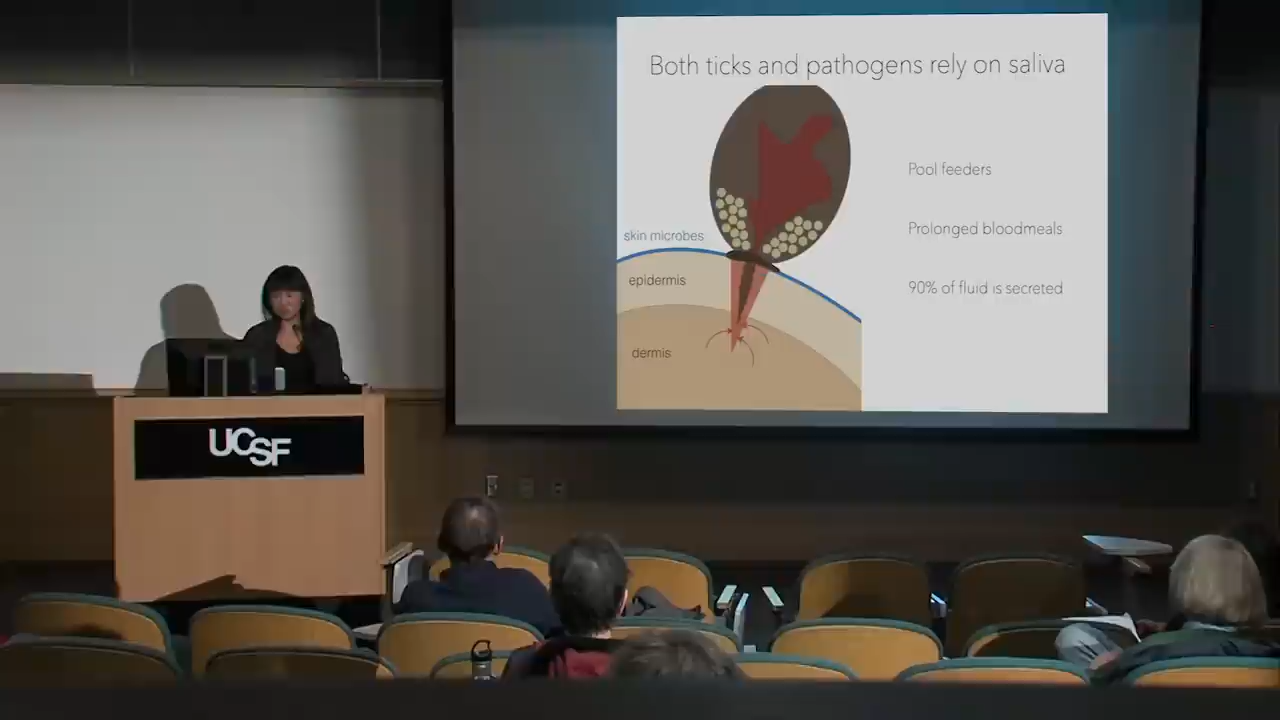 Both ticks and pathogens rely on saliva
skin microbes
epidermis
dermis
Pool feeders
Prolonged bloodmeals
90% of fluid is secreted
UCSF